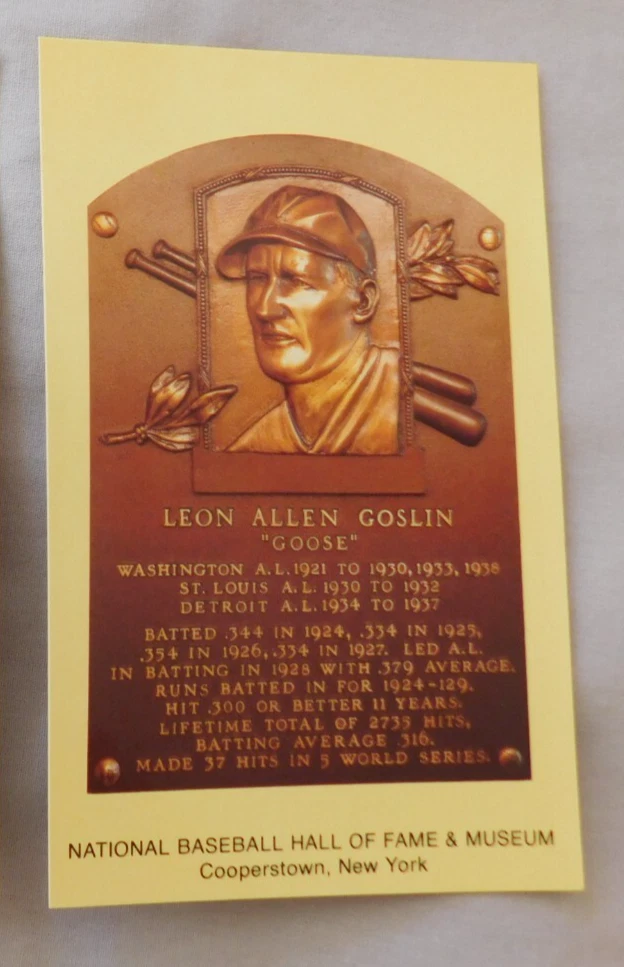 LEON ALLEN GOSLIN
"GOOSE"
WASHINGTON A.L. 1921 TO 1930, 1933, 1938
ST. LOUIS A.L. 1930 TO 1932
DETROIT A.L. 1934 TO 1937
BATTED .344 IN 1924, .334 IN 1925,
.354 IN 1926, .334 IN 1927. LED A.L.
IN BATTING IN 1928 WITH .379 AVERAGE.
RUNS BATTED IN FOR 1924-129.
HIT .300 OR BETTER 11 YEARS.
LIFETIME TOTAL OF 2735 HITS,
BATTING AVERAGE .316.
MADE 37 HITS IN 5 WORLD SERIES.
NATIONAL BASEBALL HALL OF FAME & MUSEUM
Cooperstown, New York